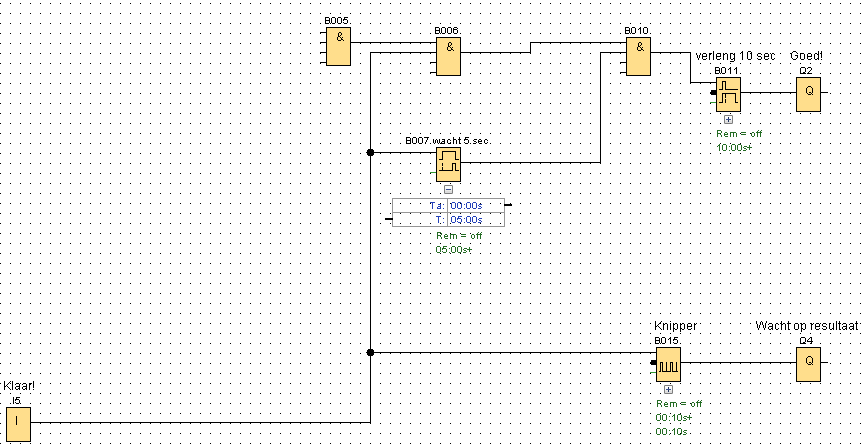 B005
&
B006
&
B010
&
verleng 10 sec
Goed!
B011
Q2
Q
Rem = off
10:00s+
B007 wacht 5 sec
Ta: 00:00s
T: 05:00s
Rem = off
05:00s+
Knipper
Wacht op resultaat
B015
Q4
Q
Rem = off
00:10s+
00:10s
Klaar!
I5
I